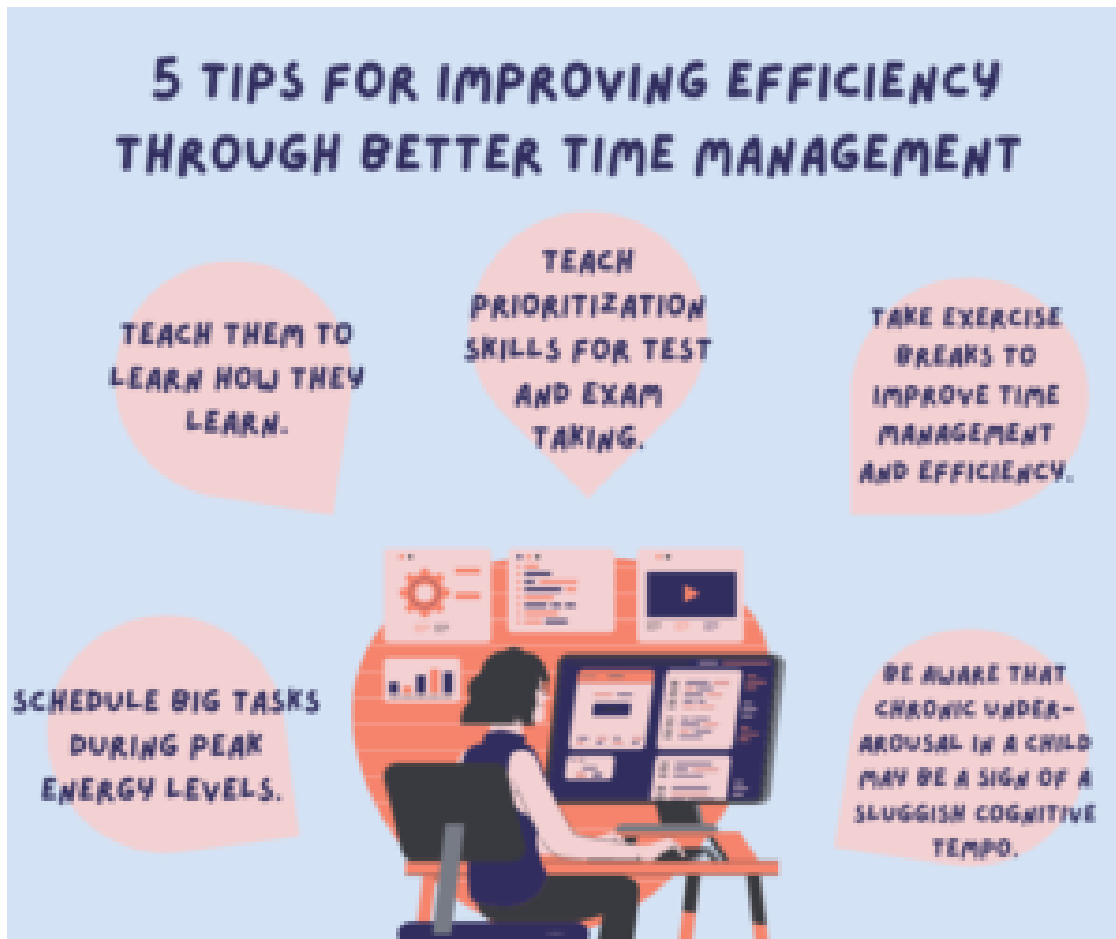 5 TIPS FOR IMPROVING EFFICIENCY
THROUGH BETTER TIME MANAGEMENT
TEACH THEM TO
LEARN HOW THEY
LEARN.
TEACH
PRIORITIZATION
SKILLS FOR TEST
AND EXAM
TAKING.
TAKE EXERCISE
BREAKS TO
IMPROVE TIME
MANAGEMENT
AND EFFICIENCY.
SCHEDULE BIG TASKS
DURING PEAK
ENERGY LEVELS.
BE AWARE THAT
CHRONIC UNDER-
AROUSAL IN A CHILD
MAY BE A SIGN OF A
SLUGGISH COGNITIVE
TEMPO.